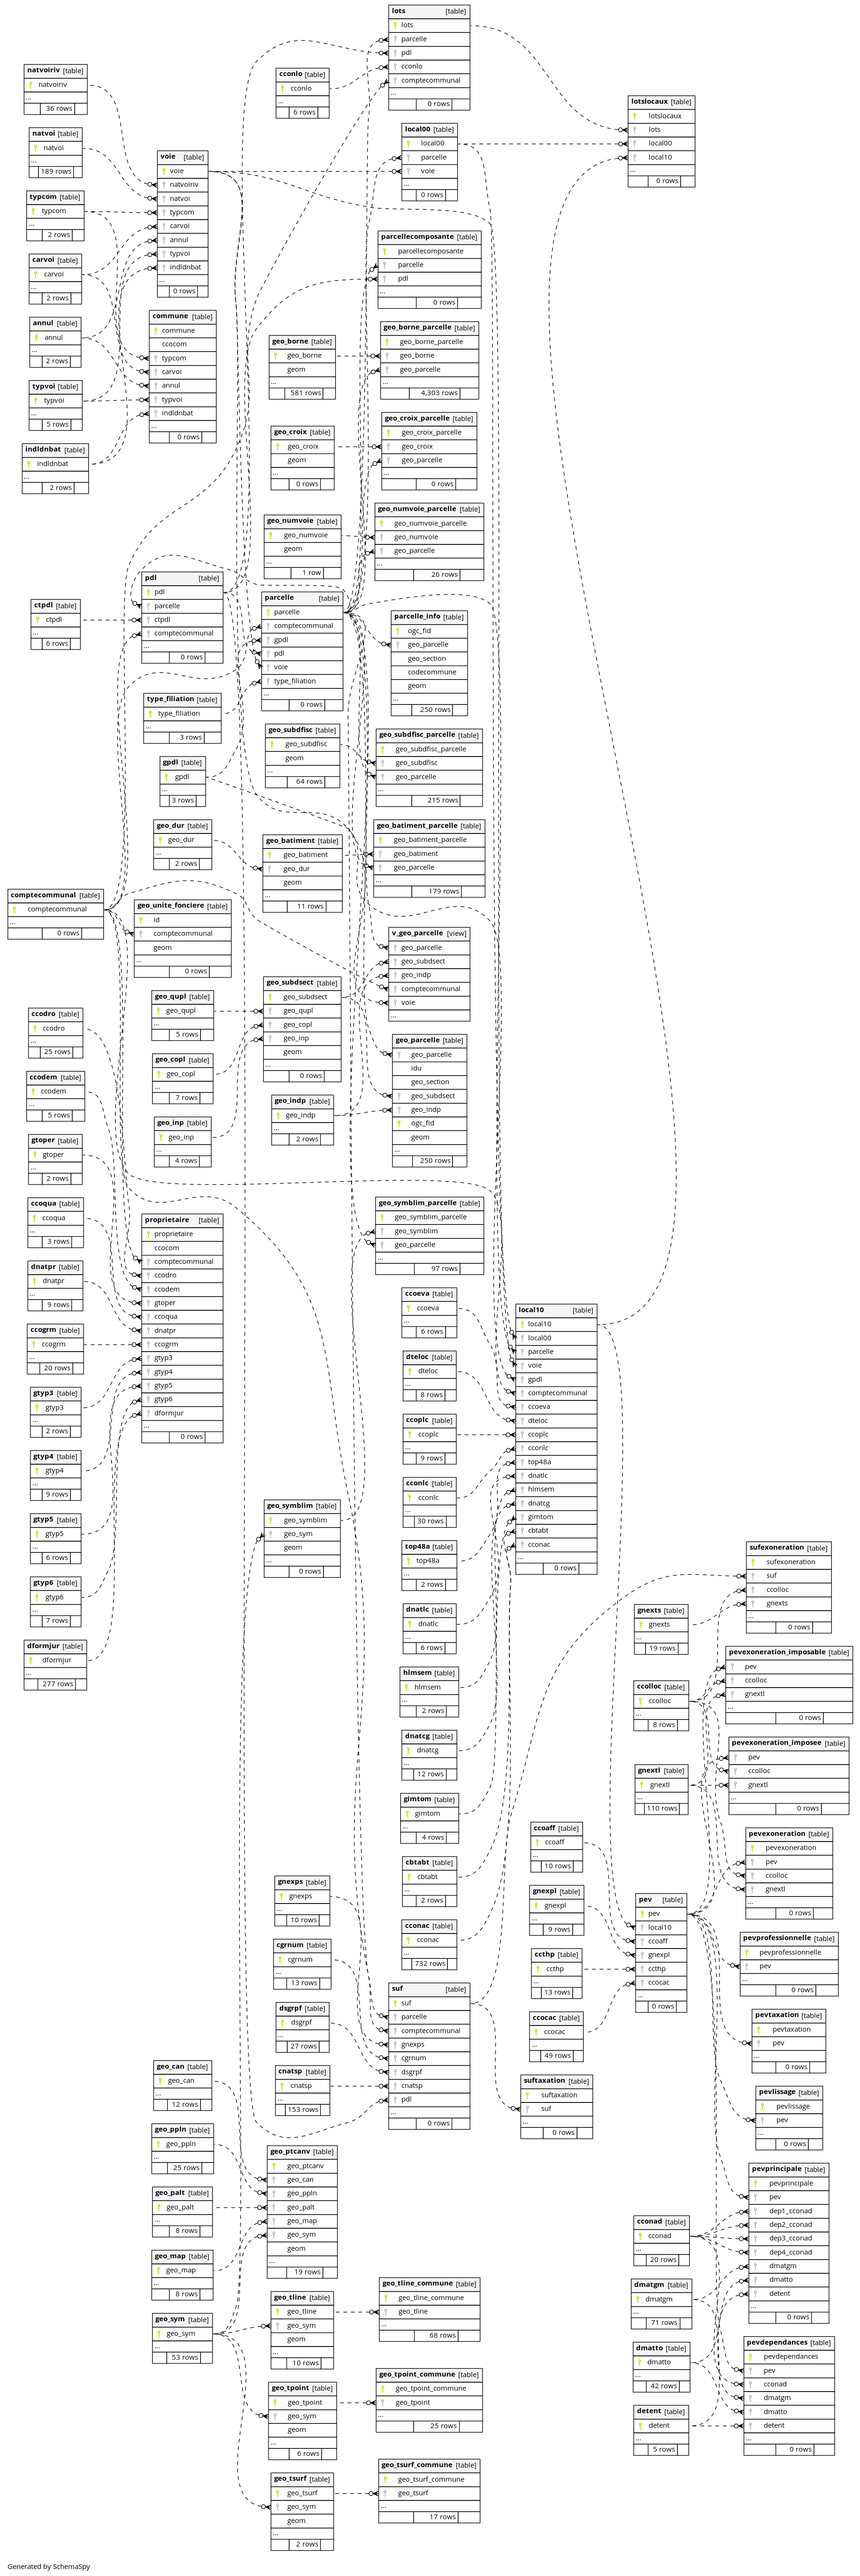 lots [table]
lots
parcelle
pdl
cconlo
comptecommunal
...
0 rows
natvoiriv [table]
natvoiriv
...
36 rows
cconlo [table]
cconlo
...
6 rows
lotslocaux [table]
lotslocaux
lots
local00
local10
...
0 rows
natvoi [table]
natvoi
...
189 rows
local00 [table]
local00
parcelle
voie
...
0 rows
voie [table]
voie
natvoiriv
natvoi
typcom
carvoi
annul
typvoi
indldnbat
...
0 rows
typcom [table]
typcom
...
2 rows
carvoi [table]
carvoi
...
2 rows
annul [table]
annul
...
2 rows
typvoi [table]
typvoi
...
5 rows
indldnbat [table]
indldnbat
...
2 rows
commune [table]
commune
ccocom
typcom
carvoi
annul
typvoi
indldnbat
...
0 rows
parcellecomposante [table]
parcellecomposante
parcelle
pdl
...
0 rows
geo_borne [table]
geo_borne
geom
...
581 rows
geo_borne_parcelle [table]
geo_borne_parcelle
geo_borne
geo_parcelle
...
4,303 rows
geo_croix [table]
geo_croix
geom
...
0 rows
geo_croix_parcelle [table]
geo_croix_parcelle
geo_croix
geo_parcelle
...
0 rows
geo_numvoie [table]
geo_numvoie
geom
...
1 row
geo_numvoie_parcelle [table]
geo_numvoie_parcelle
geo_numvoie
geo_parcelle
...
26 rows
ctpdl [table]
ctpdl
...
6 rows
pdl [table]
pdl
parcelle
ctpdl
comptecommunal
...
0 rows
parcelle [table]
parcelle
comptecommunal
gpdl
pdl
voie
type_filiation
...
0 rows
parcelle_info [table]
ogc_fid
geo_parcelle
geo_section
codecommune
geom
...
250 rows
type_filiation [table]
type_filiation
...
3 rows
geo_subdfisc [table]
geo_subdfisc
geom
...
64 rows
geo_subdfisc_parcelle [table]
geo_subdfisc_parcelle
geo_subdfisc
geo_parcelle
...
215 rows
gpdl [table]
gpdl
...
3 rows
geo_dur [table]
geo_dur
...
2 rows
geo_batiment [table]
geo_batiment
geo_dur
geom
...
11 rows
geo_batiment_parcelle [table]
geo_batiment_parcelle
geo_batiment
geo_parcelle
...
179 rows
comptecommunal [table]
comptecommunal
...
0 rows
geo_unite_fonciere [table]
id
comptecommunal
geom
...
0 rows
v_geo_parcelle [view]
geo_parcelle
geo_subdsect
geo_indp
comptecommunal
voie
...
geo_qupl [table]
geo_qupl
...
5 rows
geo_subdsect [table]
geo_subdsect
geo_qupl
geo_copl
geo_inp
geom
...
0 rows
geo_copl [table]
geo_copl
...
7 rows
geo_inp [table]
geo_inp
...
4 rows
geo_indp [table]
geo_indp
...
2 rows
geo_parcelle [table]
geo_parcelle
idu
geo_section
geo_subdsect
geo_indp
ogc_fid
geom
...
250 rows
ccodro [table]
ccodro
...
25 rows
ccodem [table]
ccodem
...
5 rows
gtoper [table]
gtoper
...
2 rows
ccoqua [table]
ccoqua
...
3 rows
dnatpr [table]
dnatpr
...
9 rows
ccogrm [table]
ccogrm
...
20 rows
gtyp3 [table]
gtyp3
...
2 rows
gtyp4 [table]
gtyp4
...
9 rows
gtyp5 [table]
gtyp5
...
6 rows
gtyp6 [table]
gtyp6
...
7 rows
dformjur [table]
dformjur
...
277 rows
proprietaire [table]
proprietaire
ccocom
comptecommunal
ccodro
ccodem
gtoper
ccoqua
dnatpr
ccogrm
gtyp3
gtyp4
gtyp5
gtyp6
dformjur
...
0 rows
geo_symblim_parcelle [table]
geo_symblim_parcelle
geo_symblim
geo_parcelle
...
97 rows
ccoeva [table]
ccoeva
...
6 rows
dteloc [table]
dteloc
...
8 rows
ccoplc [table]
ccoplc
...
9 rows
cconlc [table]
cconlc
...
30 rows
top48a [table]
top48a
...
2 rows
dnatlc [table]
dnatlc
...
6 rows
hlmsem [table]
hlmsem
...
2 rows
dnatcg [table]
dnatcg
...
12 rows
gimtom [table]
gimtom
...
4 rows
cbtabt [table]
cbtabt
...
2 rows
cconac [table]
cconac
...
732 rows
local10 [table]
local10
local00
parcelle
voie
gpdl
comptecommunal
ccoeva
dteloc
ccoplc
cconlc
top48a
dnatlc
hlmsem
dnatcg
gimtom
cbtabt
cconac
...
0 rows
geo_symblim [table]
geo_symblim
geo_sym
geom
...
0 rows
sufexoneration [table]
sufexoneration
suf
ccolloc
gnexts
...
0 rows
gnexts [table]
gnexts
...
19 rows
pevexoneration_imposable [table]
pev
ccolloc
gnextl
...
0 rows
ccolloc [table]
ccolloc
...
8 rows
pevexoneration_imposee [table]
pev
ccolloc
gnextl
...
0 rows
gnextl [table]
gnextl
...
110 rows
pevexoneration [table]
pevexoneration
pev
ccolloc
gnextl
...
0 rows
ccoaff [table]
ccoaff
...
10 rows
gnexpl [table]
gnexpl
...
9 rows
ccthp [table]
ccthp
...
13 rows
ccocac [table]
ccocac
...
49 rows
pev [table]
pev
local10
ccoaff
gnexpl
ccthp
ccocac
...
0 rows
pevprofessionnelle [table]
pevprofessionnelle
pev
...
0 rows
pevtaxation [table]
pevtaxation
pev
...
0 rows
pevlissage [table]
pevlissage
pev
...
0 rows
gnexps [table]
gnexps
...
10 rows
cgrnum [table]
cgrnum
...
13 rows
dsgrpf [table]
dsgrpf
...
27 rows
cnatsp [table]
cnatsp
...
153 rows
suf [table]
suf
parcelle
comptecommunal
gnexps
cgrnum
dsgrpf
cnatsp
pdl
...
0 rows
suftaxation [table]
suftaxation
suf
...
0 rows
geo_can [table]
geo_can
...
12 rows
geo_ppln [table]
geo_ppln
...
25 rows
geo_palt [table]
geo_palt
...
8 rows
geo_map [table]
geo_map
...
8 rows
geo_sym [table]
geo_sym
...
53 rows
geo_ptcanv [table]
geo_ptcanv
geo_can
geo_ppln
geo_palt
geo_map
geo_sym
geom
...
19 rows
pevprincipale [table]
pevprincipale
pev
dep1_cconad
dep2_cconad
dep3_cconad
dep4_cconad
dmatgm
dmatto
detent
...
0 rows
cconad [table]
cconad
...
20 rows
dmatgm [table]
dmatgm
...
71 rows
dmatto [table]
dmatto
...
42 rows
detent [table]
detent
...
5 rows
pevdependances [table]
pevdependances
pev
cconad
dmatgm
dmatto
detent
...
0 rows
geo_tline [table]
geo_tline
geo_sym
geom
...
10 rows
geo_tline_commune [table]
geo_tline_commune
geo_tline
...
68 rows
geo_tpoint [table]
geo_tpoint
geo_sym
geom
...
6 rows
geo_tpoint_commune [table]
geo_tpoint_commune
geo_tpoint
...
25 rows
geo_tsurf [table]
geo_tsurf
geo_sym
geom
...
2 rows
geo_tsurf_commune [table]
geo_tsurf_commune
geo_tsurf
...
17 rows
Generated by SchemaSpy